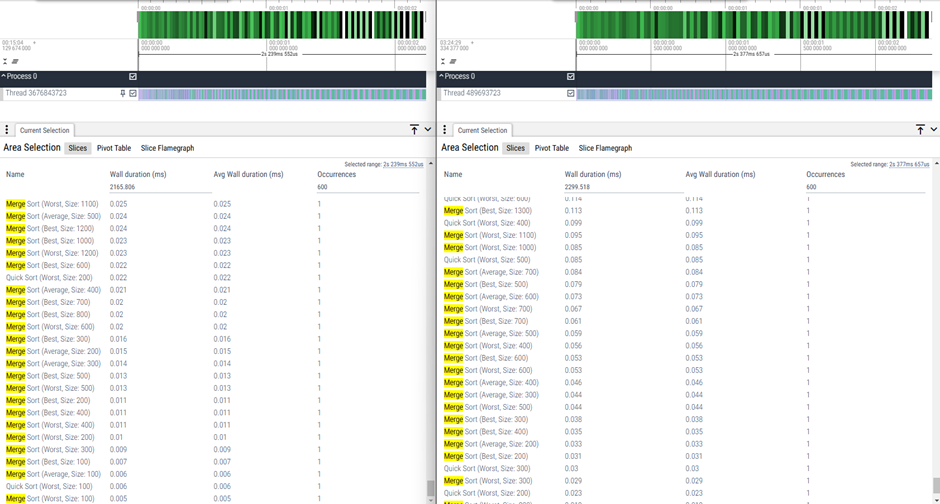 00:00:00 00:00:01 00:00:02
00:15:04 +
129 674 000
00:00:00 00:00:01 00:00:02
000 000 000 000 000 000 000 000 000
2s 239ms 552us
Process 0
Thread 3676843723
Current Selection
Area Selection Slices Pivot Table Slice Flamegraph
Selected range: 2s 239ms 552us
Name Wall duration (ms) Avg Wall duration (ms) Occurrences
2165.806 600
Merge Sort (Worst, Size: 1100) 0.025 0.025 1
Merge Sort (Average, Size: 500) 0.024 0.024 1
Merge Sort (Best, Size: 1200) 0.024 0.024 1
Merge Sort (Best, Size: 1000) 0.023 0.023 1
Merge Sort (Worst, Size: 1200) 0.023 0.023 1
Merge Sort (Best, Size: 600) 0.022 0.022 1
Quick Sort (Worst, Size: 200) 0.022 0.022 1
Merge Sort (Average, Size: 400) 0.021 0.021 1
Merge Sort (Best, Size: 700) 0.02 0.02 1
Merge Sort (Best, Size: 800) 0.02 0.02 1
Merge Sort (Worst, Size: 600) 0.02 0.02 1
Merge Sort (Best, Size: 300) 0.016 0.016 1
Merge Sort (Average, Size: 200) 0.015 0.015 1
Merge Sort (Average, Size: 300) 0.014 0.014 1
Merge Sort (Best, Size: 500) 0.013 0.013 1
Merge Sort (Worst, Size: 500) 0.013 0.013 1
Merge Sort (Best, Size: 200) 0.011 0.011 1
Merge Sort (Best, Size: 400) 0.011 0.011 1
Merge Sort (Worst, Size: 400) 0.011 0.011 1
Merge Sort (Worst, Size: 200) 0.01 0.01 1
Merge Sort (Worst, Size: 300) 0.009 0.009 1
Merge Sort (Best, Size: 100) 0.007 0.007 1
Merge Sort (Average, Size: 100) 0.006 0.006 1
Quick Sort (Worst, Size: 100) 0.006 0.006 1
Merge Sort (Worst, Size: 100) 0.005 0.005 1
00:00:00 00:00:01 00:00:02
03:24:29 +
334 377 000
00:00:00 00:00:00 00:00:01 00:00:01 00:00:02
000 000 000 500 000 000 000 000 000 500 000 000 000 000 000
2s 377ms 657us
Process 0
Thread 489693723
Current Selection
Area Selection Slices Pivot Table Slice Flamegraph
Selected range: 2s 377ms 657us
Name Wall duration (ms) Avg Wall duration (ms) Occurrences
2299.518 600
Quick Sort (Worst, Size: 600) 0.114 0.114 1
Merge Sort (Best, Size: 1300) 0.113 0.113 1
Quick Sort (Worst, Size: 400) 0.099 0.099 1
Merge Sort (Worst, Size: 1100) 0.095 0.095 1
Merge Sort (Worst, Size: 1000) 0.085 0.085 1
Quick Sort (Worst, Size: 500) 0.085 0.085 1
Merge Sort (Average, Size: 700) 0.084 0.084 1
Merge Sort (Best, Size: 500) 0.079 0.079 1
Merge Sort (Average, Size: 600) 0.073 0.073 1
Merge Sort (Worst, Size: 700) 0.067 0.067 1
Merge Sort (Best, Size: 700) 0.061 0.061 1
Merge Sort (Average, Size: 500) 0.059 0.059 1
Merge Sort (Worst, Size: 400) 0.056 0.056 1
Merge Sort (Best, Size: 600) 0.053 0.053 1
Merge Sort (Worst, Size: 600) 0.053 0.053 1
Merge Sort (Average, Size: 400) 0.046 0.046 1
Merge Sort (Average, Size: 300) 0.044 0.044 1
Merge Sort (Worst, Size: 500) 0.044 0.044 1
Merge Sort (Best, Size: 300) 0.038 0.038 1
Merge Sort (Best, Size: 400) 0.035 0.035 1
Merge Sort (Average, Size: 200) 0.033 0.033 1
Merge Sort (Best, Size: 200) 0.031 0.031 1
Quick Sort (Worst, Size: 300) 0.03 0.03 1
Merge Sort (Worst, Size: 300) 0.029 0.029 1
Quick Sort (Worst, Size: 200) 0.023 0.023 1